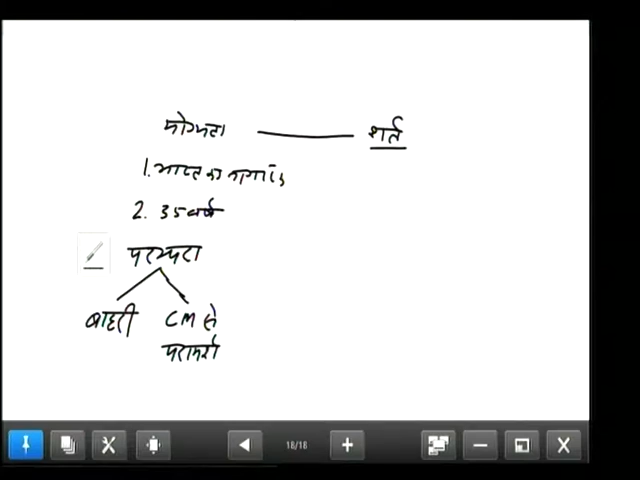 योग्यता — शर्त
1. भारत का नागरिक
2. 35 वर्ष
परम्परा
बाहरी CM से
परामर्श
18/18